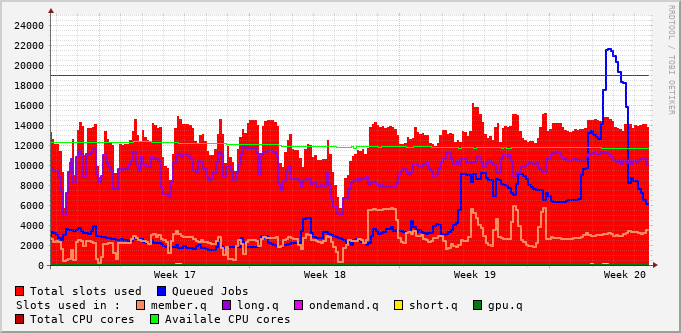 RRDTOOL / TOBI OETIKER
24000
22000
20000
18000
16000
14000
12000
10000
8000
6000
4000
2000
0
Week 17 Week 18 Week 19 Week 20
Total slots used Queued Jobs
Slots used in : member.q long.q ondemand.q short.q gpu.q
Total CPU cores Availale CPU cores